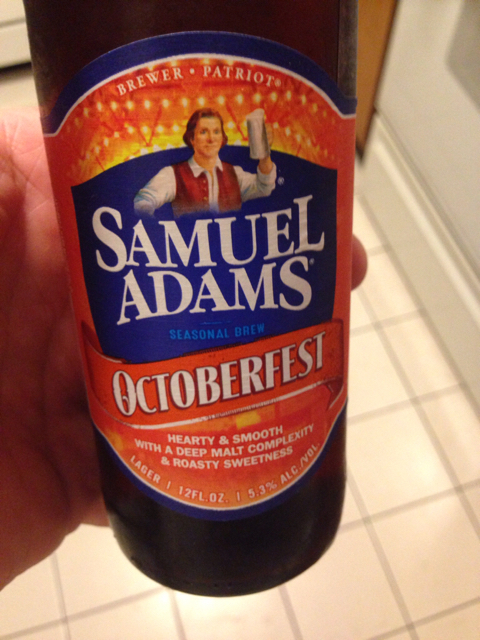 BREWER • PATRIOT®
SAMUEL
ADAMS®
SEASONAL BREW
OCTOBERFEST
HEARTY & SMOOTH
WITH A DEEP MALT COMPLEXITY
& ROASTY SWEETNESS
LAGER | 12FL.OZ. | 5.3% ALC./VOL.